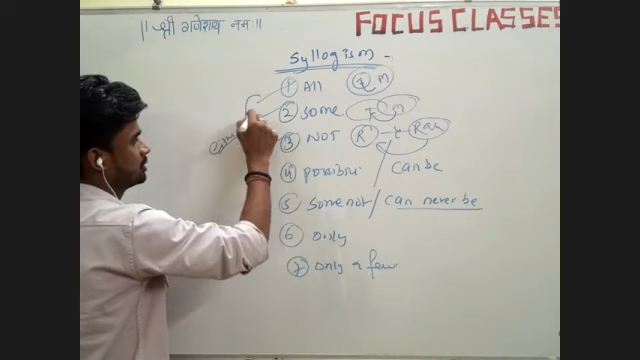 || श्री गणेशाय नमः ||
FOCUS CLASSES
Syllogism
1 All
2 some
3 Not
4 possible can be
5 Some not / can never be
6 only
7 only a few